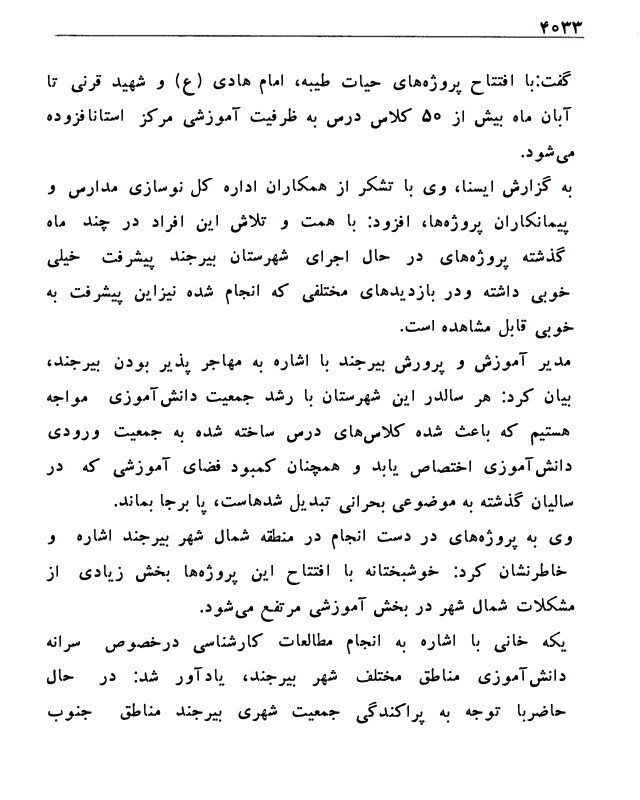 ۴۰۳۳
گفت:با افتتاح پروژه‌های حیات طیبه، امام هادی (ع) و شهید قرنی تا
آبان ماه بیش از ۵۰ کلاس درس به ظرفیت آموزشی مرکز استانافزوده
می‌شود.
به گزارش ایسنا، وی با تشکر از همکاران اداره کل نوسازی مدارس و
پیمانکاران پروژه‌ها، افزود: با همت و تلاش این افراد در چند ماه
گذشته پروژه‌های در حال اجرای شهرستان بیرجند پیشرفت خیلی
خوبی داشته ودر بازدیدهای مختلفی که انجام شده نیزاین پیشرفت به
خوبی قابل مشاهده است.
مدیر آموزش و پرورش بیرجند با اشاره به مهاجر پذیر بودن بیرجند،
بیان کرد: هر سالدر این شهرستان با رشد جمعیت دانش‌آموزی مواجه
هستیم که باعث شده کلاس‌های درس ساخته شده به جمعیت ورودی
دانش‌آموزی اختصاص یابد و همچنان کمبود فضای آموزشی که در
سالیان گذشته به موضوعی بحرانی تبدیل شدهاست، پا برجا بماند.
وی به پروژه‌های در دست انجام در منطقه شمال شهر بیرجند اشاره و
خاطرنشان کرد: خوشبختانه با افتتاح این پروژه‌ها بخش زیادی از
مشکلات شمال شهر در بخش آموزشی مرتفع می‌شود.
یکه خانی با اشاره به انجام مطالعات کارشناسی درخصوص سرانه
دانش‌آموزی مناطق مختلف شهر بیرجند، یادآور شد: در حال
حاضربا توجه به پراکندگی جمعیت شهری بیرجند مناطق جنوب